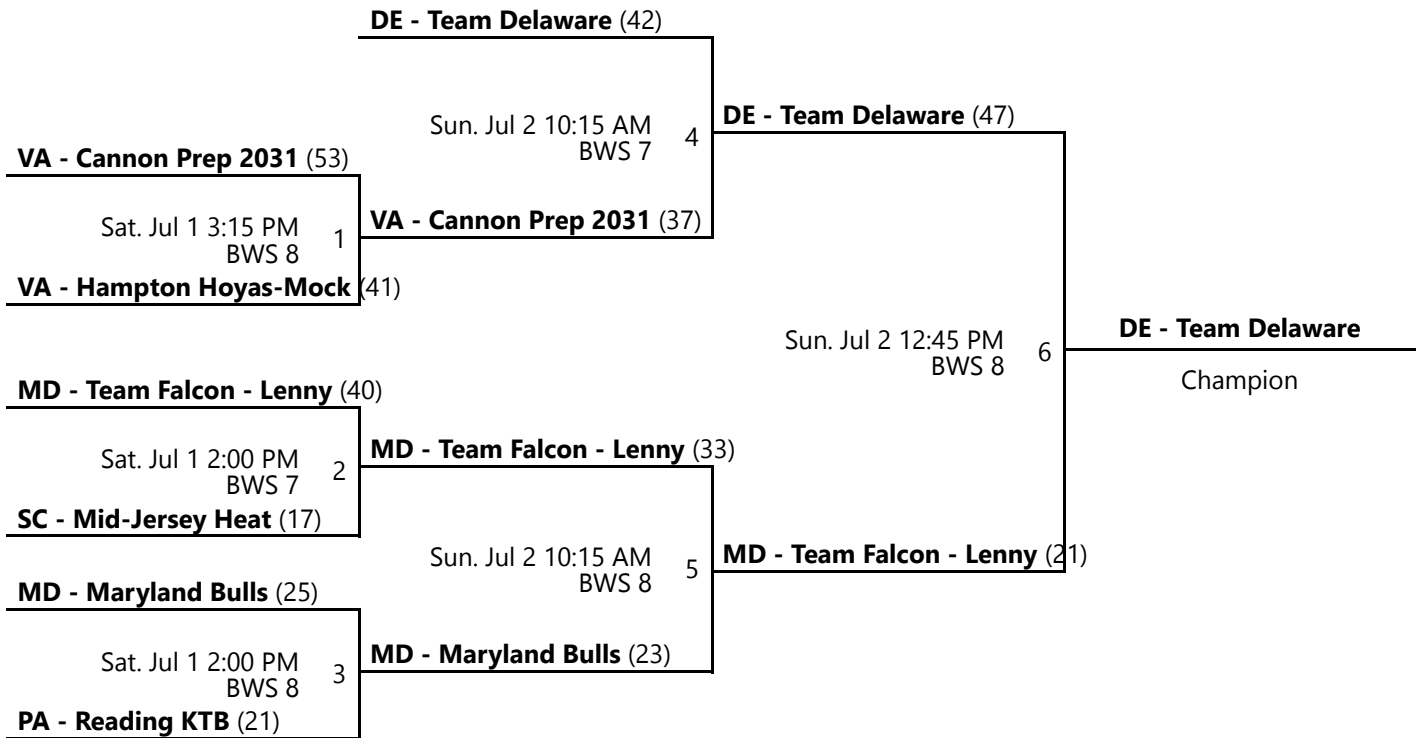 DE - Team Delaware (42)
Sun. Jul 2 10:15 AM
BWS 7
4
DE - Team Delaware (47)
VA - Cannon Prep 2031 (53)
Sat. Jul 1 3:15 PM
BWS 8
1
VA - Cannon Prep 2031 (37)
VA - Hampton Hoyas-Mock (41)
Sun. Jul 2 12:45 PM
BWS 8
6
DE - Team Delaware
Champion
MD - Team Falcon - Lenny (40)
Sat. Jul 1 2:00 PM
BWS 7
2
MD - Team Falcon - Lenny (33)
SC - Mid-Jersey Heat (17)
Sun. Jul 2 10:15 AM
BWS 8
5
MD - Team Falcon - Lenny (21)
MD - Maryland Bulls (25)
Sat. Jul 1 2:00 PM
BWS 8
3
MD - Maryland Bulls (23)
PA - Reading KTB (21)